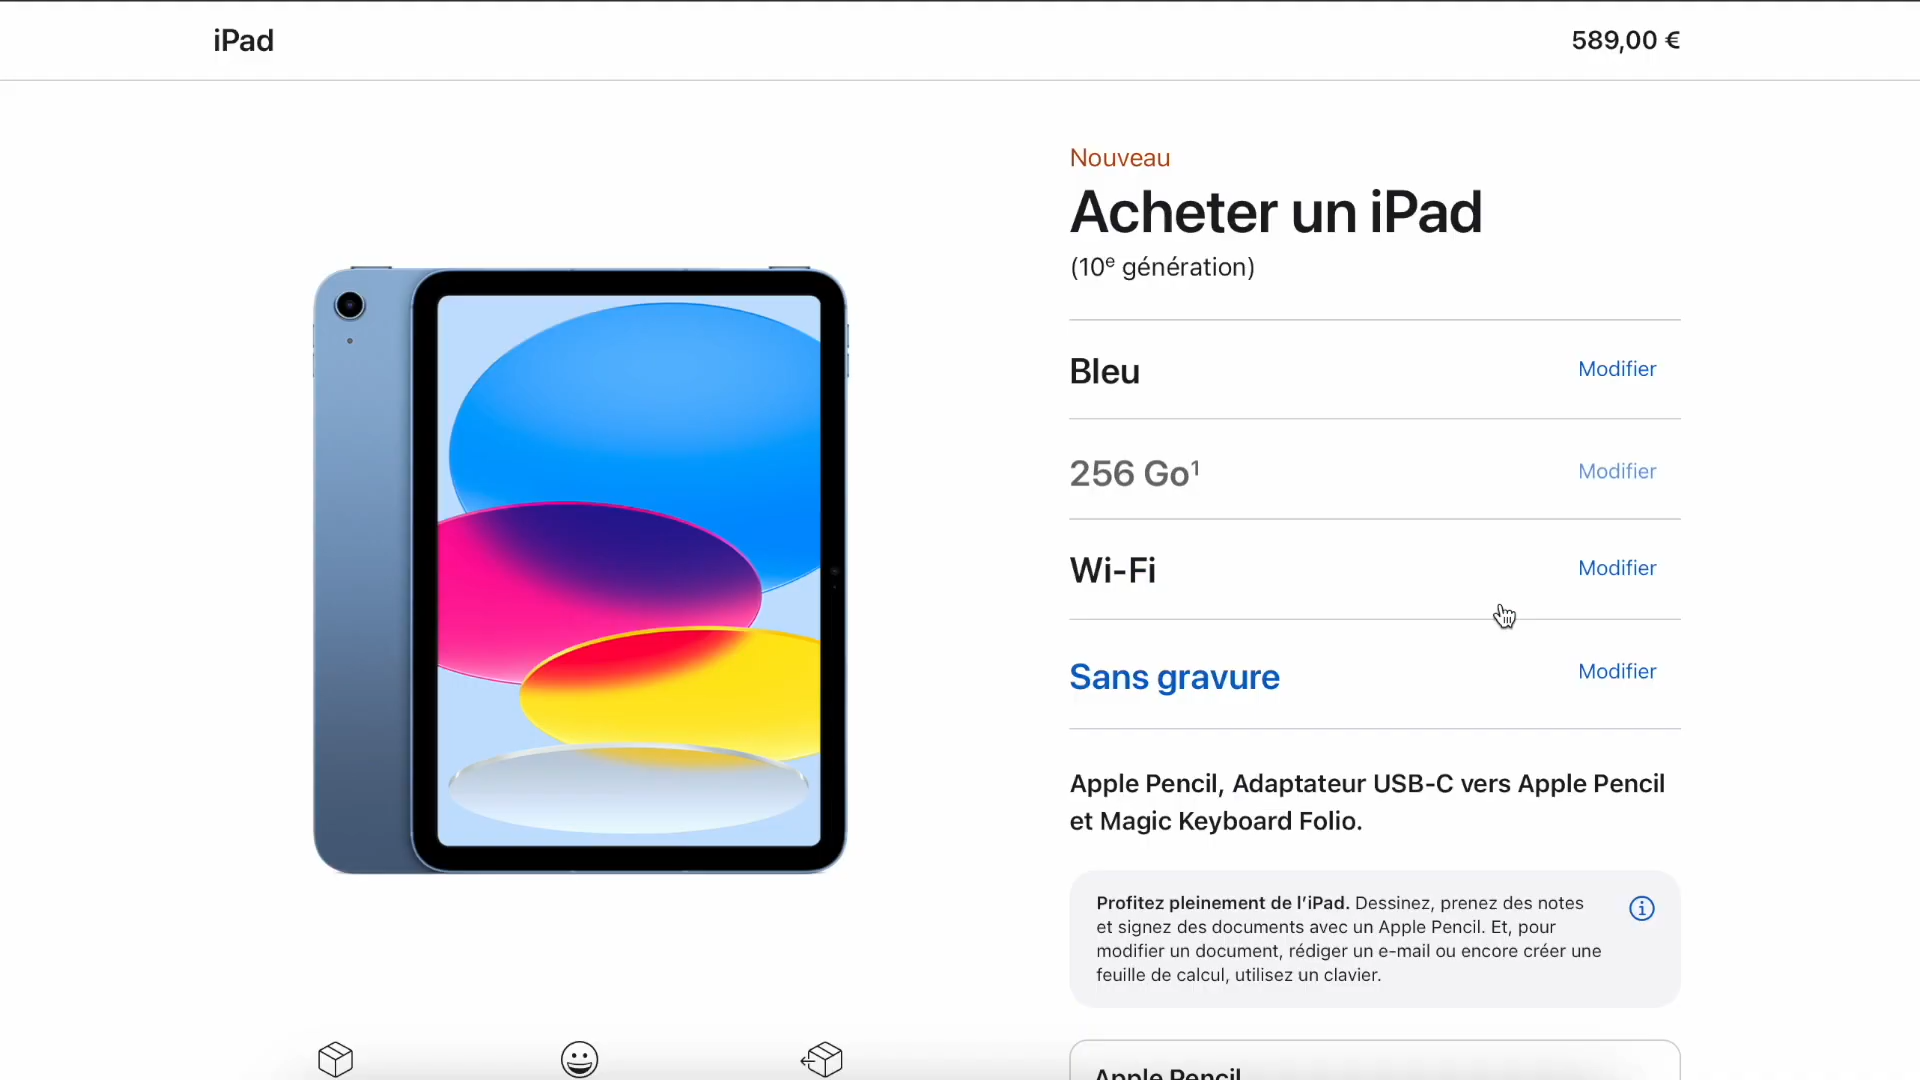 iPad
589,00 €
Nouveau
Acheter un iPad
(10ᵉ génération)
Bleu
Modifier
256 Go¹
Modifier
Wi-Fi
Modifier
Sans gravure
Modifier
Apple Pencil, Adaptateur USB-C vers Apple Pencil
et Magic Keyboard Folio.
Profitez pleinement de l’iPad. Dessinez, prenez des notes
et signez des documents avec un Apple Pencil. Et, pour
modifier un document, rédiger un e-mail ou encore créer une
feuille de calcul, utilisez un clavier.
Apple Pencil